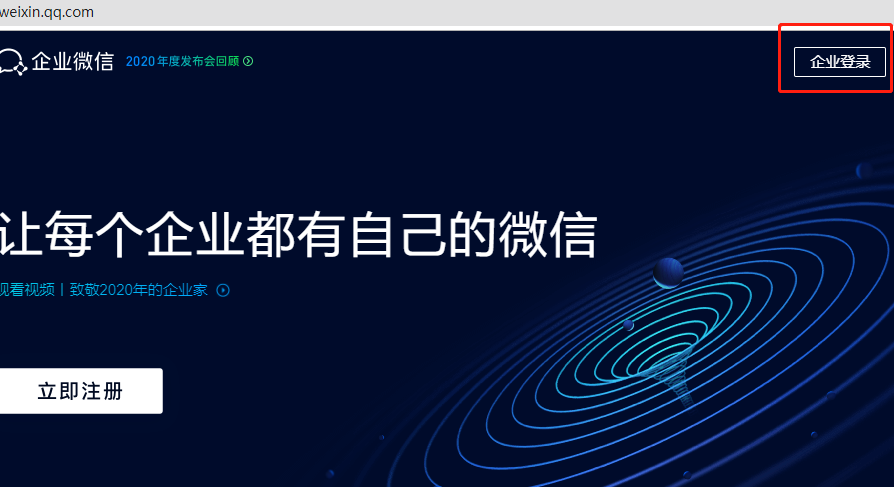 weixin.qq.com
企业微信 2020年度发布会回顾
企业登录
让每个企业都有自己的微信
观看视频丨致敬2020年的企业家
立即注册